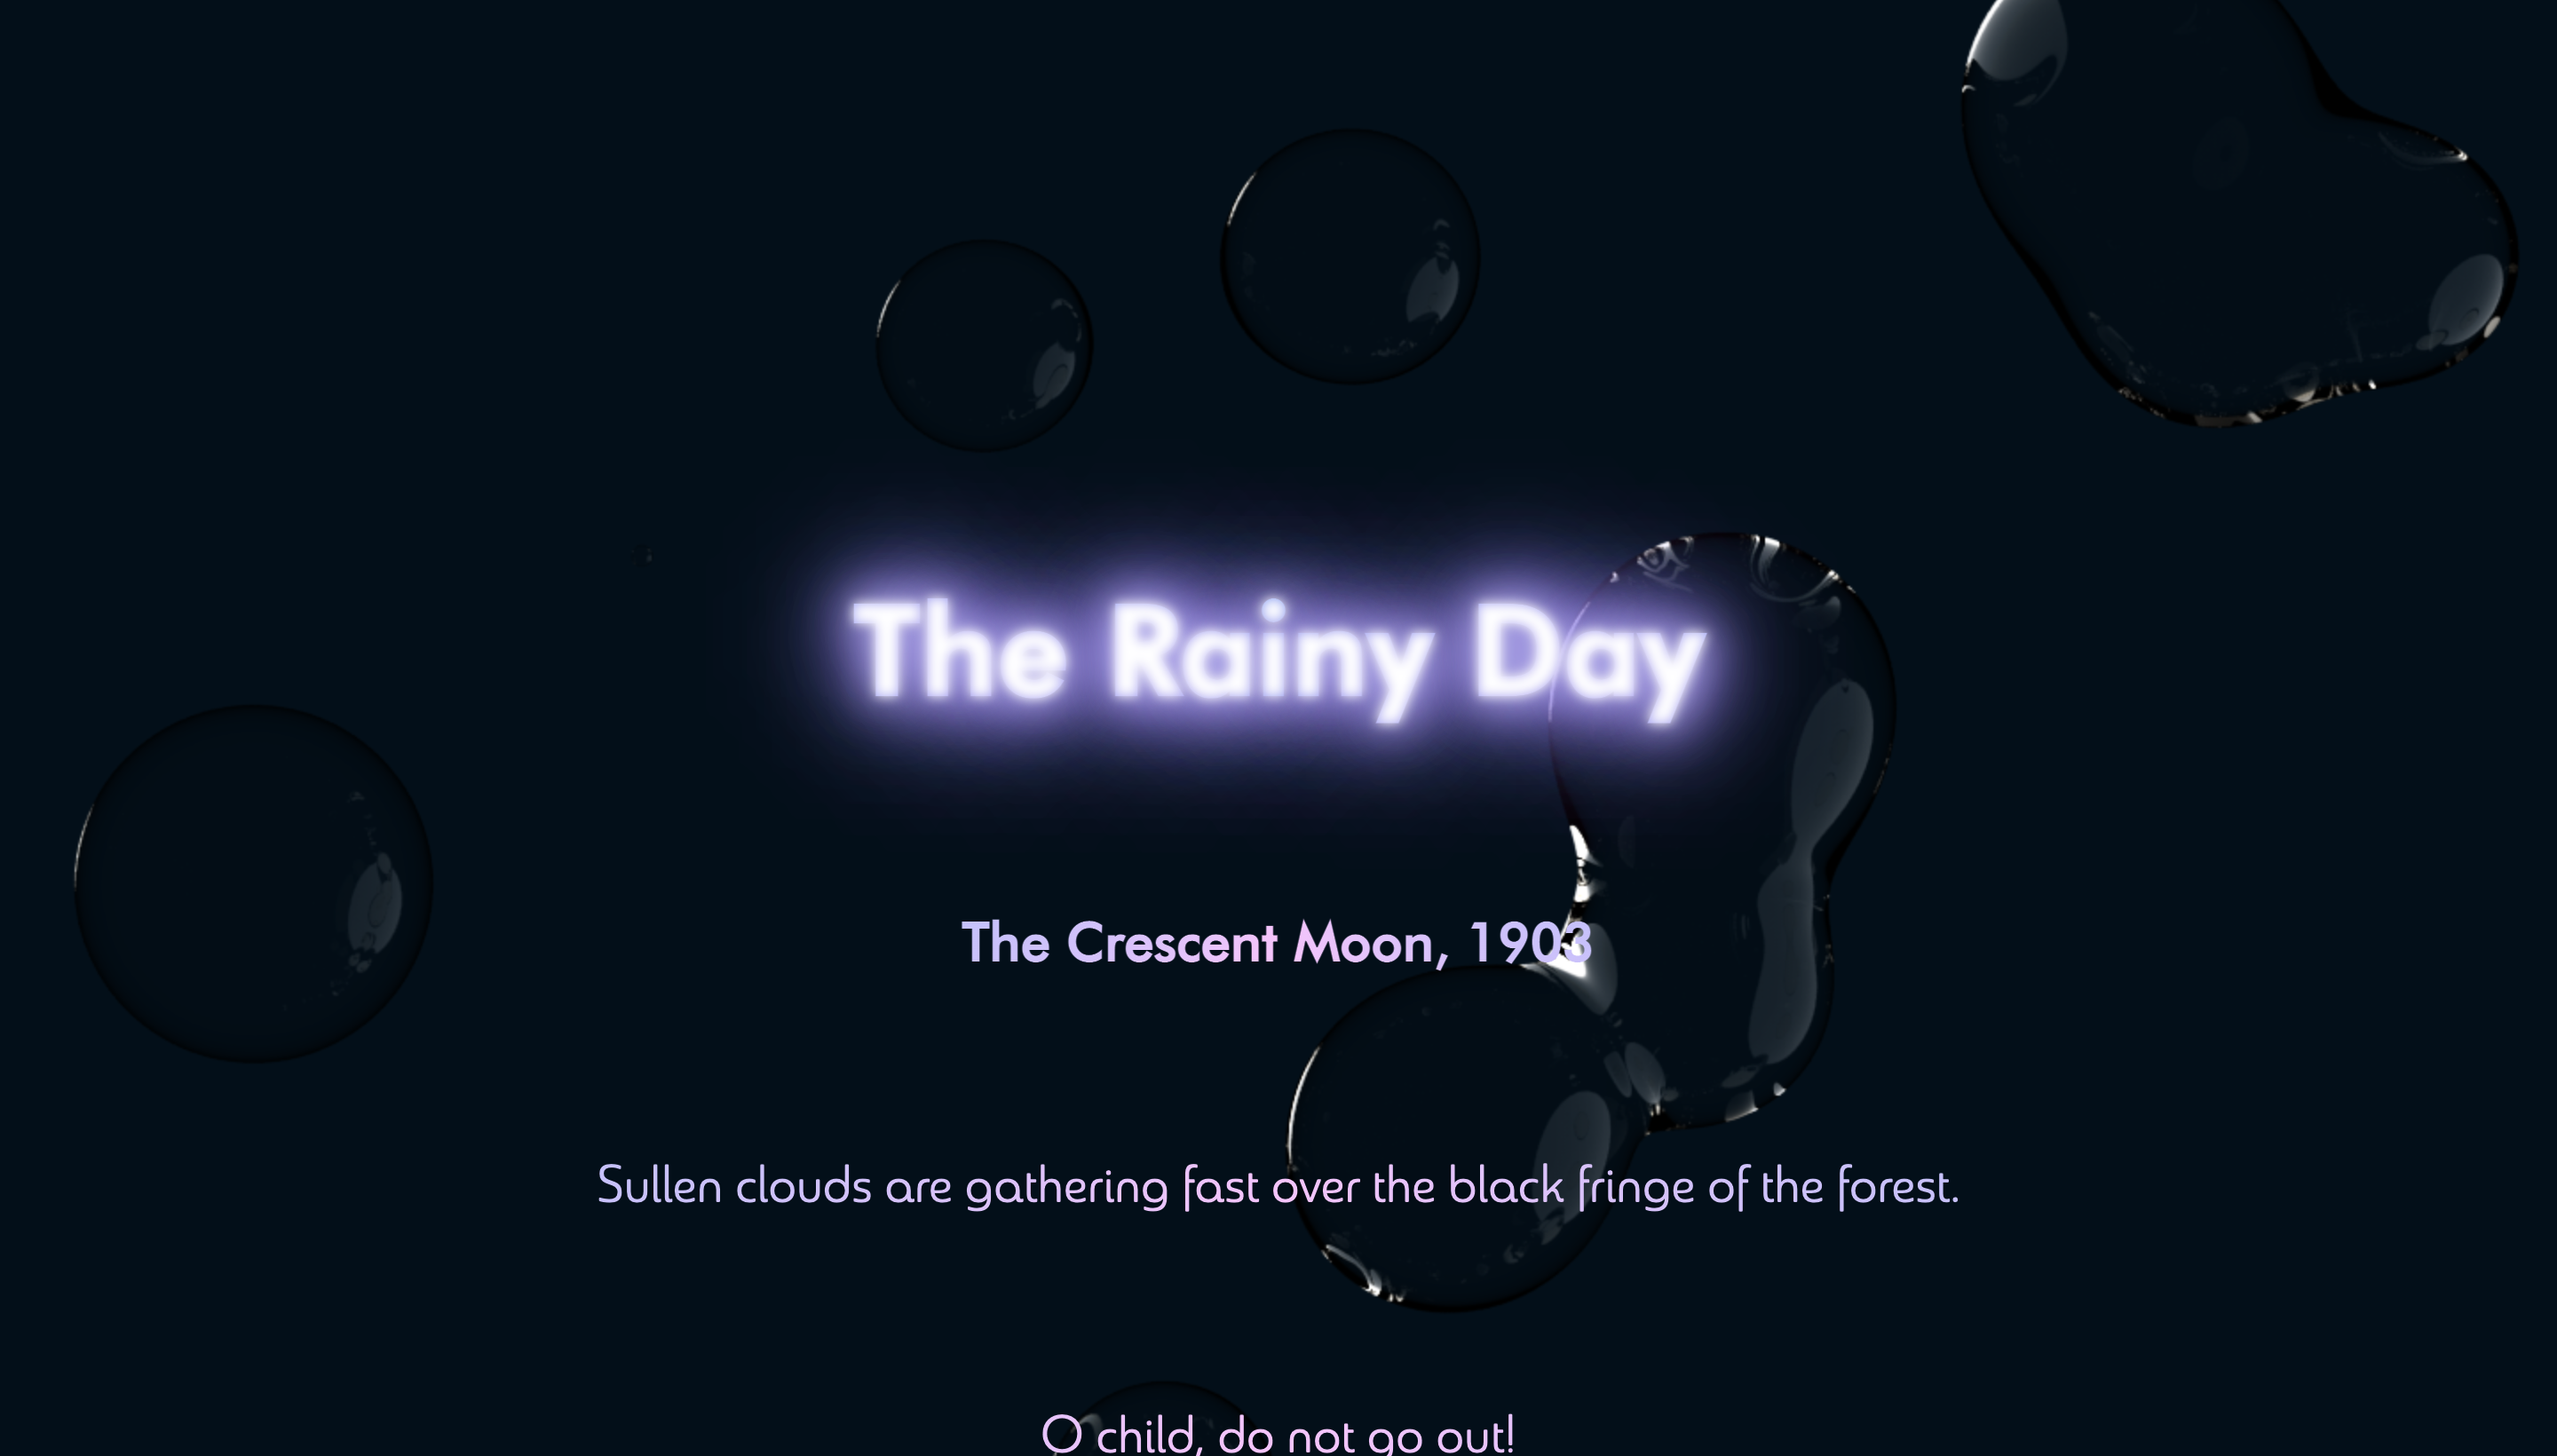 The Rainy Day
The Crescent Moon, 1903
Sullen clouds are gathering fast over the black fringe of the forest.
O child, do not go out!